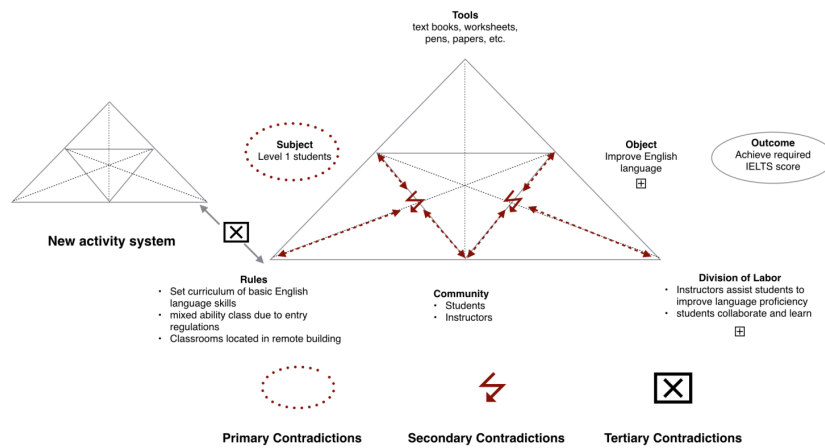 Tools
text books, worksheets,
pens, papers, etc.
Subject
Level 1 students
Object
Improve English
language
Outcome
Achieve required
IELTS score
New activity system
Rules
• Set curriculum of basic English
language skills
• mixed ability class due to entry
regulations
• Classrooms located in remote building
Community
• Students
• Instructors
Division of Labor
• Instructors assist students to
improve language proficiency
• students collaborate and learn
Primary Contradictions
Secondary Contradictions
Tertiary Contradictions